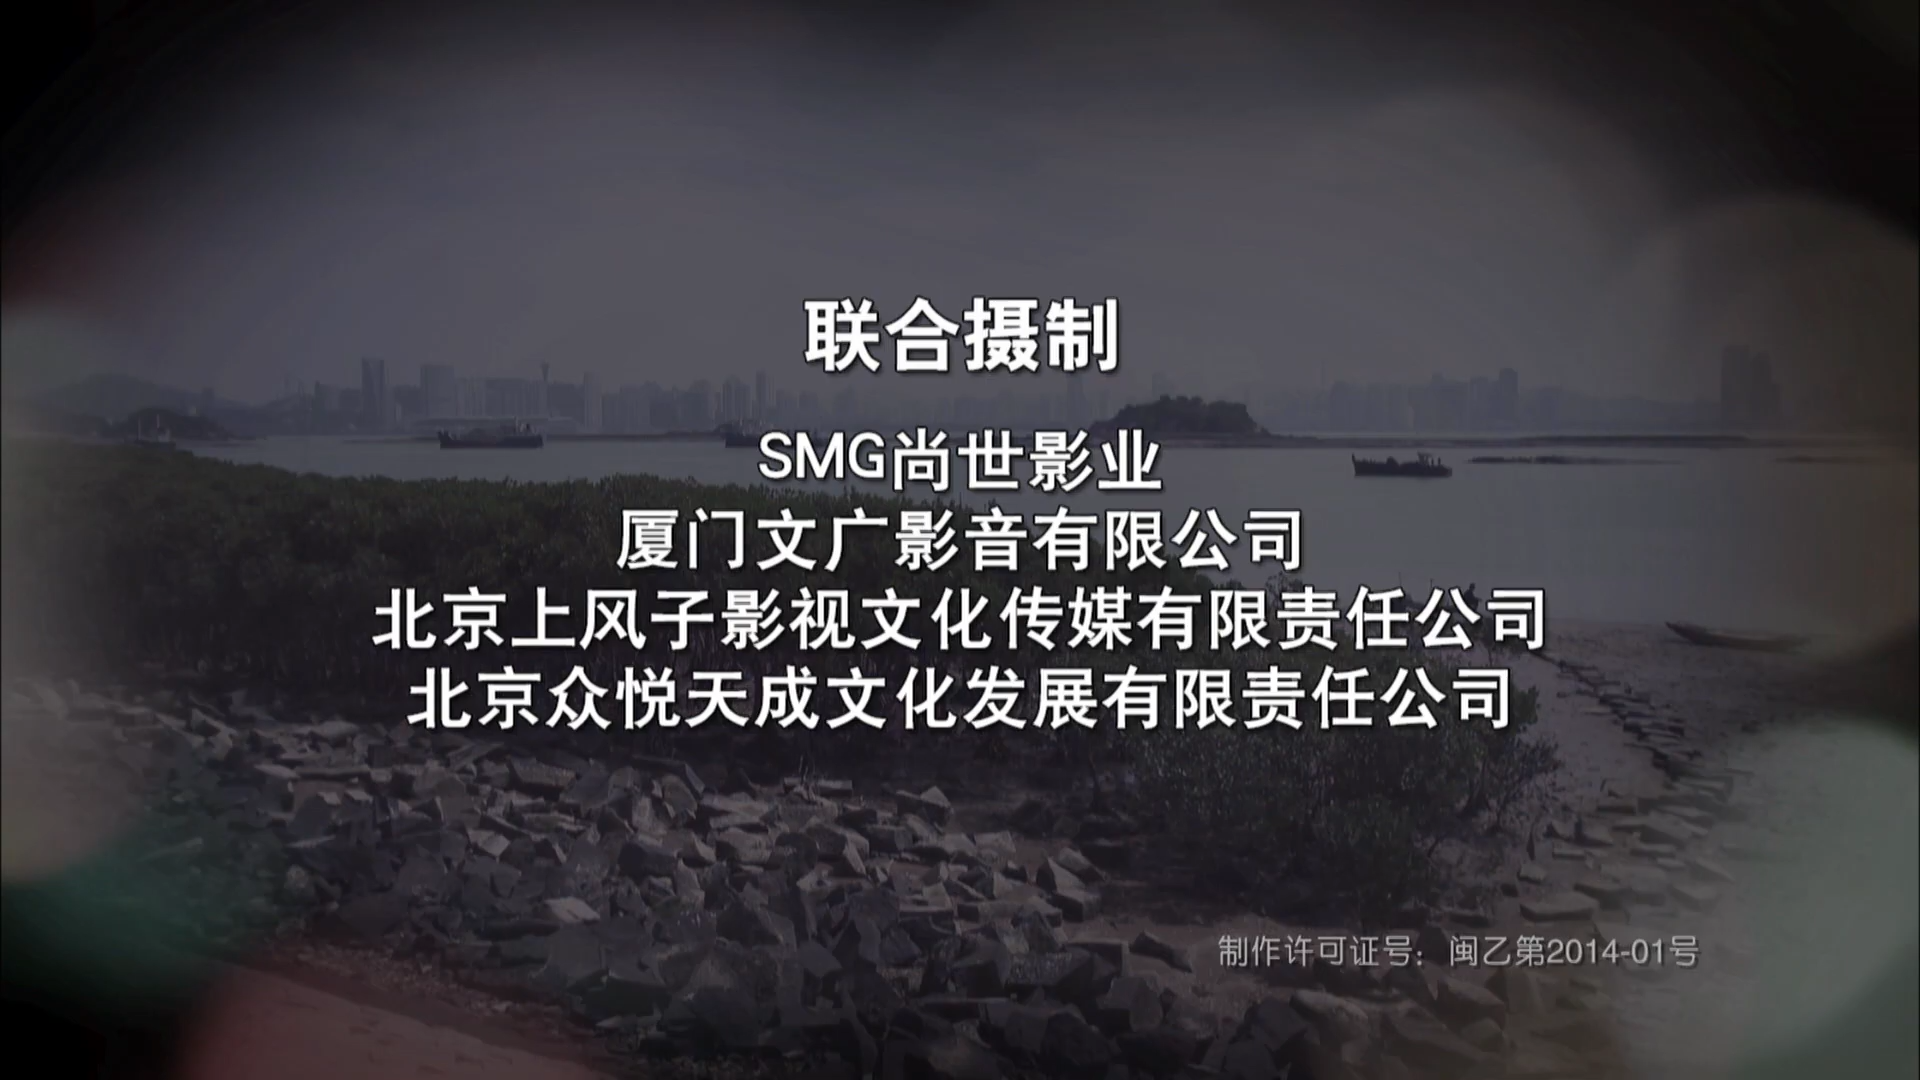 联合摄制
SMG尚世影业
厦门文广影音有限公司
北京上风子影视文化传媒有限责任公司
北京众悦天成文化发展有限责任公司
制作许可证号：闽乙第2014-01号